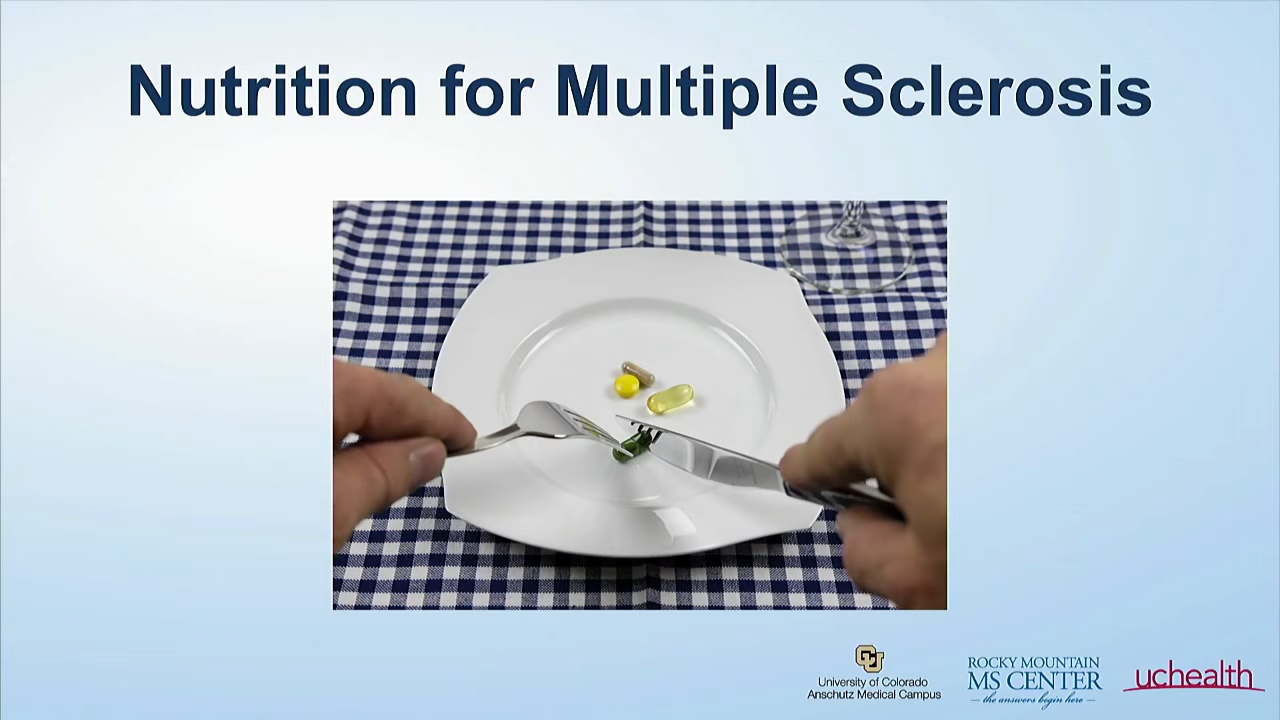 Nutrition for Multiple Sclerosis
CU
University of Colorado
Anschutz Medical Campus
ROCKY MOUNTAIN
MS CENTER
the answers begin here
uchealth